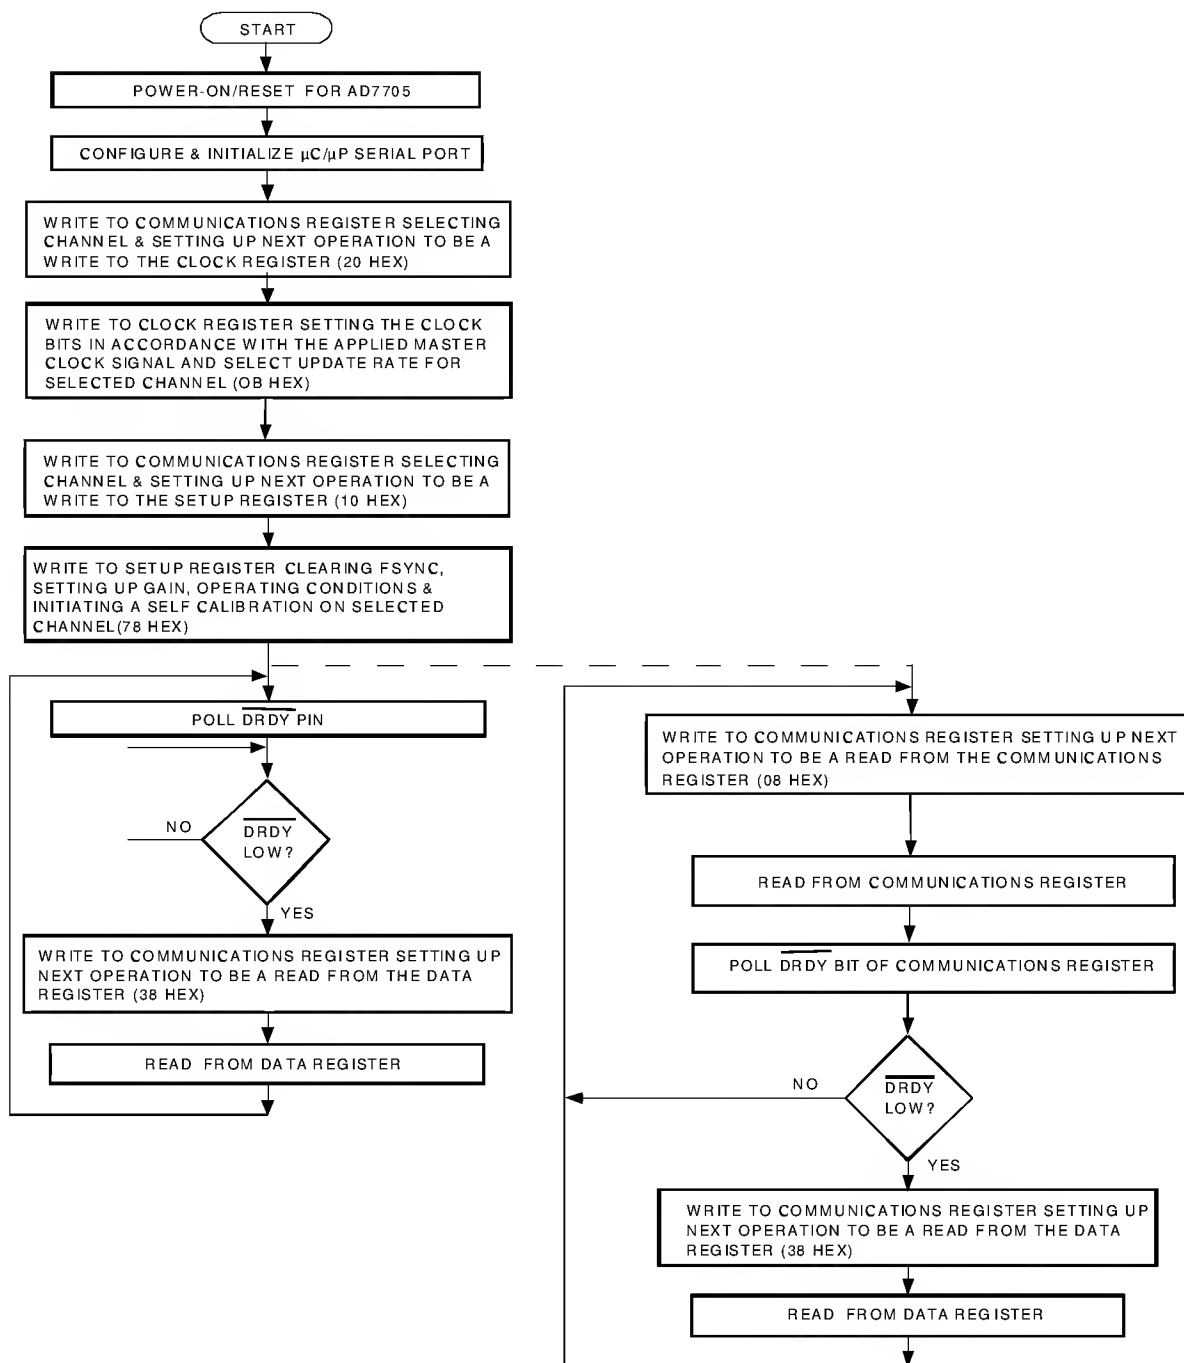 START
POWER-ON/RESET FOR AD7705
CONFIGURE & INITIALIZE µC/µP SERIAL PORT
WRITE TO COMMUNICATIONS REGISTER SELECTING
CHANNEL & SETTING UP NEXT OPERATION TO BE A
WRITE TO THE CLOCK REGISTER (20 HEX)
WRITE TO CLOCK REGISTER SETTING THE CLOCK
BITS IN ACCORDANCE WITH THE APPLIED MASTER
CLOCK SIGNAL AND SELECT UPDATE RATE FOR
SELECTED CHANNEL (OB HEX)
WRITE TO COMMUNICATIONS REGISTER SELECTING
CHANNEL & SETTING UP NEXT OPERATION TO BE A
WRITE TO THE SETUP REGISTER (10 HEX)
WRITE TO SETUP REGISTER CLEARING FSYNC,
SETTING UP GAIN, OPERATING CONDITIONS &
INITIATING A SELF CALIBRATION ON SELECTED
CHANNEL(78 HEX)
POLL DRDY PIN
NO
DRDY
LOW?
YES
WRITE TO COMMUNICATIONS REGISTER SETTING UP
NEXT OPERATION TO BE A READ FROM THE DATA
REGISTER (38 HEX)
READ FROM DATA REGISTER
WRITE TO COMMUNICATIONS REGISTER SETTING UP NEXT
OPERATION TO BE A READ FROM THE COMMUNICATIONS
REGISTER (08 HEX)
READ FROM COMMUNICATIONS REGISTER
POLL DRDY BIT OF COMMUNICATIONS REGISTER
NO
DRDY
LOW?
YES
WRITE TO COMMUNICATIONS REGISTER SETTING UP
NEXT OPERATION TO BE A READ FROM THE DATA
REGISTER (38 HEX)
READ FROM DATA REGISTER